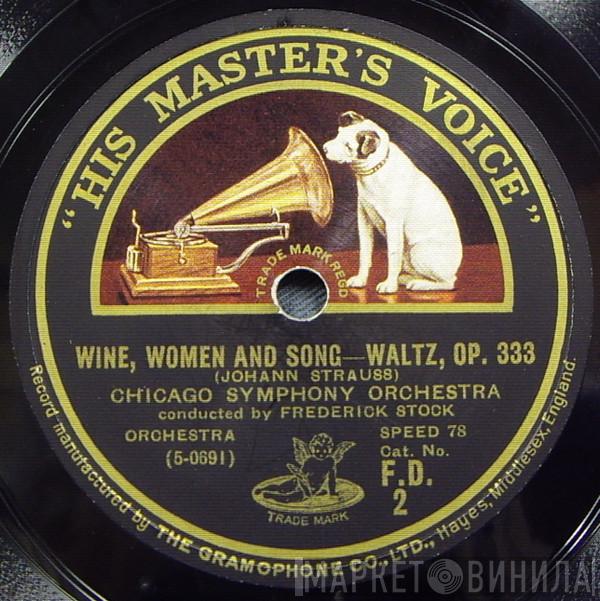 "HIS MASTER'S VOICE"
TRADE MARK REGD
WINE, WOMEN AND SONG—WALTZ, OP. 333
(JOHANN STRAUSS)
CHICAGO SYMPHONY ORCHESTRA
conducted by FREDERICK STOCK
ORCHESTRA
(5-0691)
SPEED 78
Cat. No.
F.D.
2
TRADE MARK
Record manufactured by THE GRAMOPHONE CO., LTD., Hayes, Middlesex, England.
МАРКЕТ ВИНИЛА